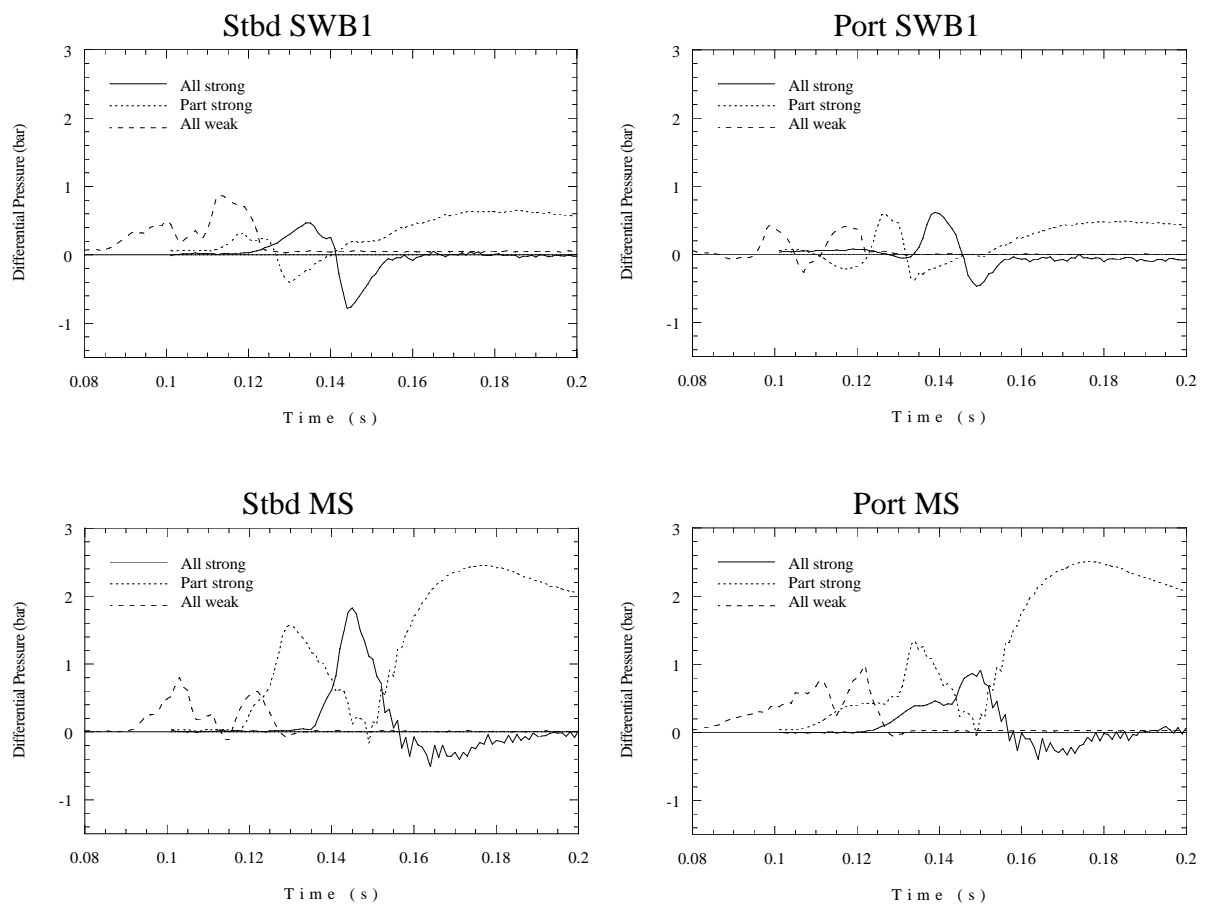 Stbd SWB1
3
2
1
0
-1
Differential Pressure (bar)
All strong
Part strong
All weak
0.08 0.1 0.12 0.14 0.16 0.18 0.2
Time (s)
Port SWB1
3
2
1
0
-1
Differential Pressure (bar)
All strong
Part strong
All weak
0.08 0.1 0.12 0.14 0.16 0.18 0.2
Time (s)
Stbd MS
3
2
1
0
-1
Differential Pressure (bar)
All strong
Part strong
All weak
0.08 0.1 0.12 0.14 0.16 0.18 0.2
Time (s)
Port MS
3
2
1
0
-1
Differential Pressure (bar)
All strong
Part strong
All weak
0.08 0.1 0.12 0.14 0.16 0.18 0.2
Time (s)